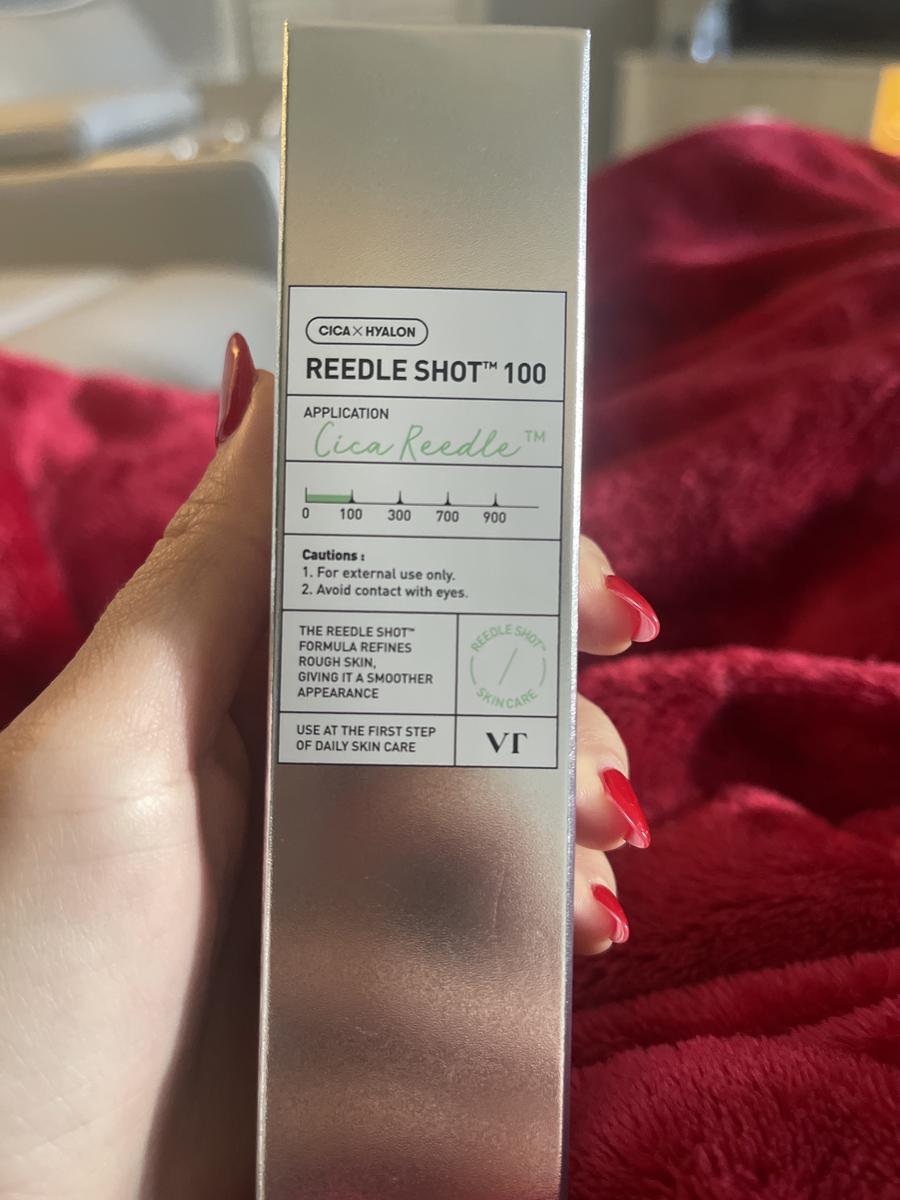 CICA×HYALON
REEDLE SHOT™ 100
APPLICATION
Cica Reedle™
0 100 300 700 900
Cautions :
1. For external use only.
2. Avoid contact with eyes.
THE REEDLE SHOT™
FORMULA REFINES
ROUGH SKIN,
GIVING IT A SMOOTHER
APPEARANCE
REEDLE SHOT™
SKINCARE
USE AT THE FIRST STEP
OF DAILY SKIN CARE
VT